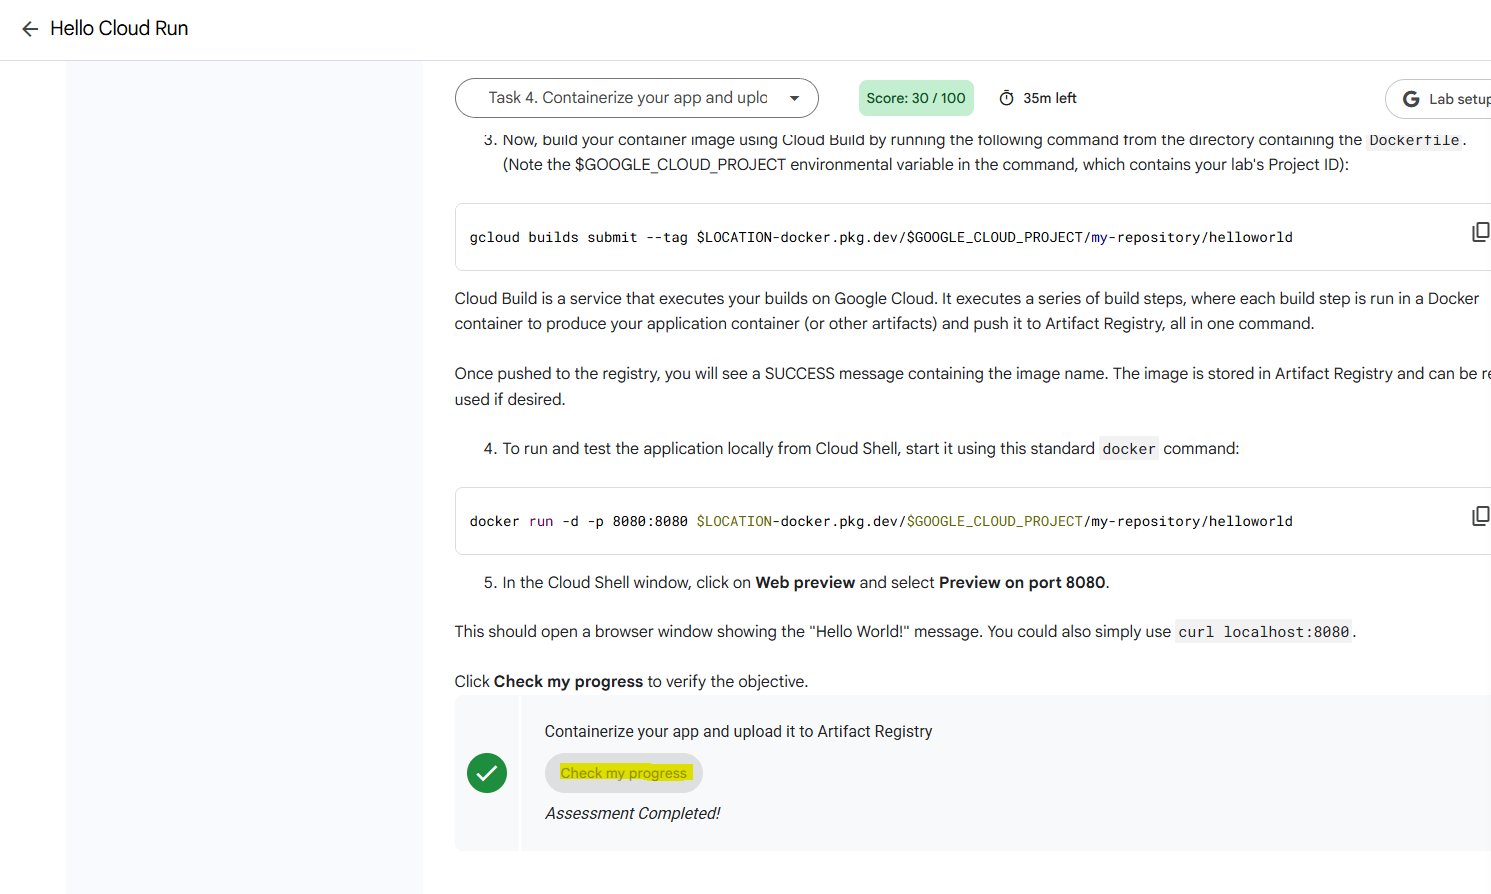 Hello Cloud Run
Task 4. Containerize your app and uplo
Score: 30 / 100
35m left
Lab setup
3. Now, build your container image using Cloud Build by running the following command from the directory containing the Dockerfile.
(Note the $GOOGLE_CLOUD_PROJECT environmental variable in the command, which contains your lab's Project ID):
gcloud builds submit --tag $LOCATION-docker.pkg.dev/$GOOGLE_CLOUD_PROJECT/my-repository/helloworld
Cloud Build is a service that executes your builds on Google Cloud. It executes a series of build steps, where each build step is run in a Docker
container to produce your application container (or other artifacts) and push it to Artifact Registry, all in one command.
Once pushed to the registry, you will see a SUCCESS message containing the image name. The image is stored in Artifact Registry and can be re
used if desired.
4. To run and test the application locally from Cloud Shell, start it using this standard docker command:
docker run -d -p 8080:8080 $LOCATION-docker.pkg.dev/$GOOGLE_CLOUD_PROJECT/my-repository/helloworld
5. In the Cloud Shell window, click on Web preview and select Preview on port 8080.
This should open a browser window showing the "Hello World!" message. You could also simply use curl localhost:8080.
Click Check my progress to verify the objective.
Containerize your app and upload it to Artifact Registry
Check my progress
Assessment Completed!